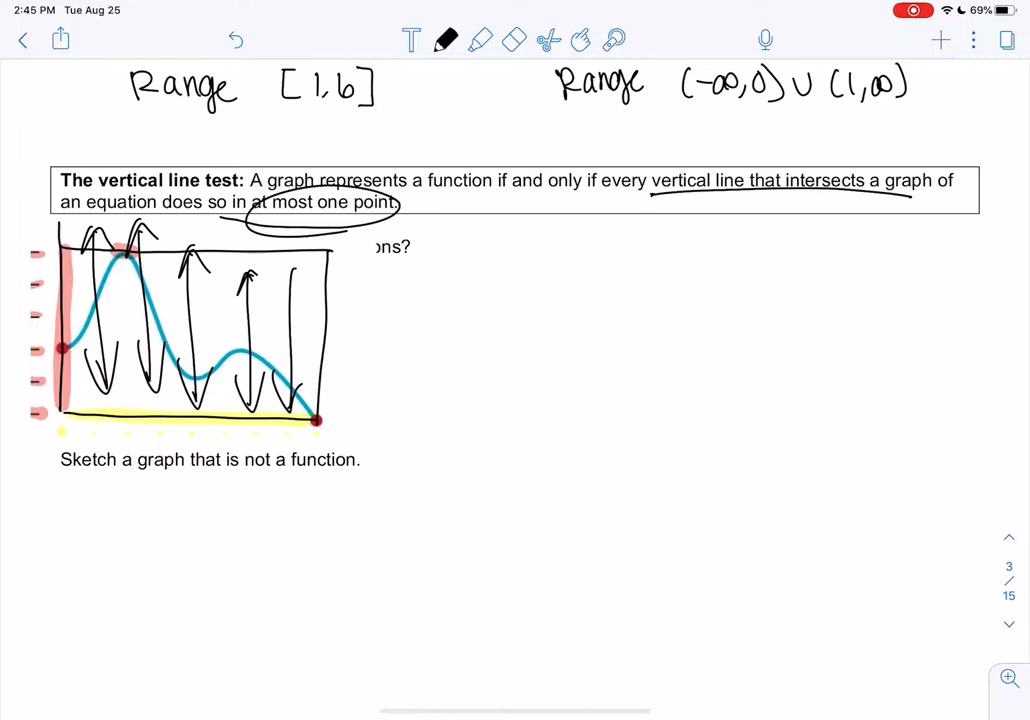 2:45 PM Tue Aug 25
69%
Range [1,6]
Range (-∞,0) ∪ (1,∞)
The vertical line test: A graph represents a function if and only if every vertical line that intersects a graph of
an equation does so in at most one point.
ons?
Sketch a graph that is not a function.
3
/
15